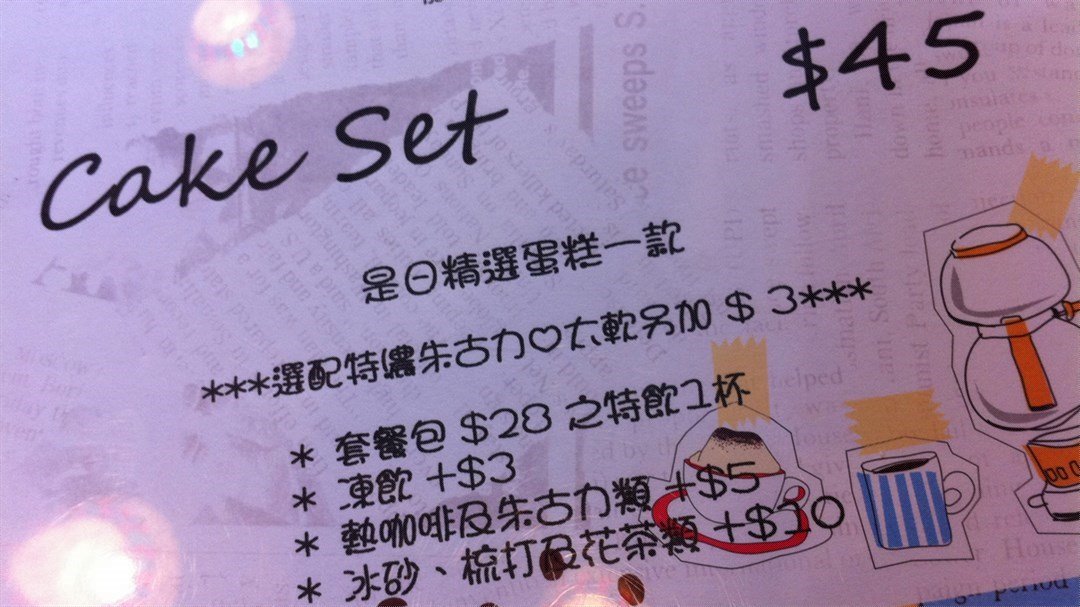 Cake Set $45
是日精選蛋糕一款
***選配特濃朱古力♡太軟另加 $ 3***
* 套餐包 $28 之特飲1杯
* 凍飲 +$3
* 熱咖啡及朱古力類 +$5
* 冰砂、梳打及花茶類 +$10